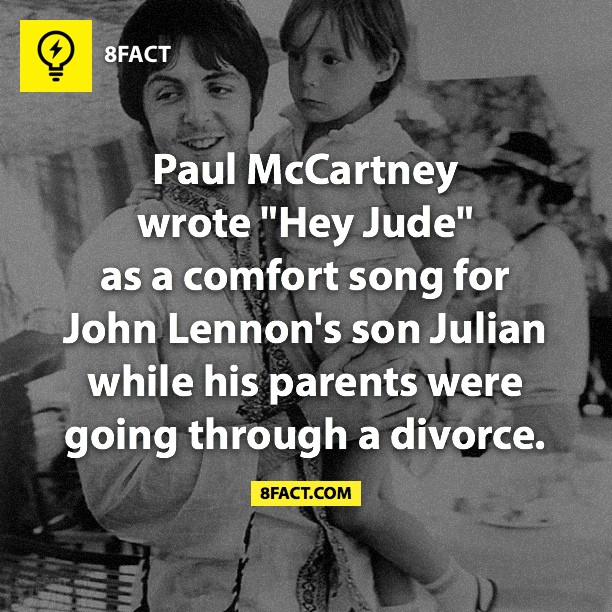 8FACT
Paul McCartney
wrote "Hey Jude"
as a comfort song for
John Lennon's son Julian
while his parents were
going through a divorce.
8FACT.COM